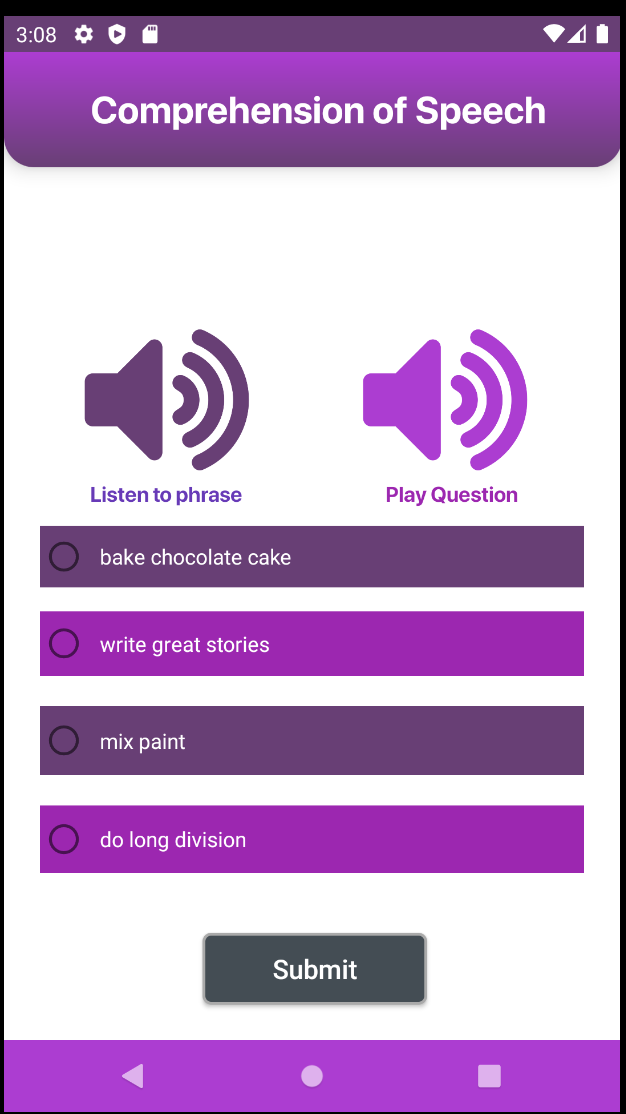 3:08
Comprehension of Speech
Listen to phrase
Play Question
bake chocolate cake
write great stories
mix paint
do long division
Submit